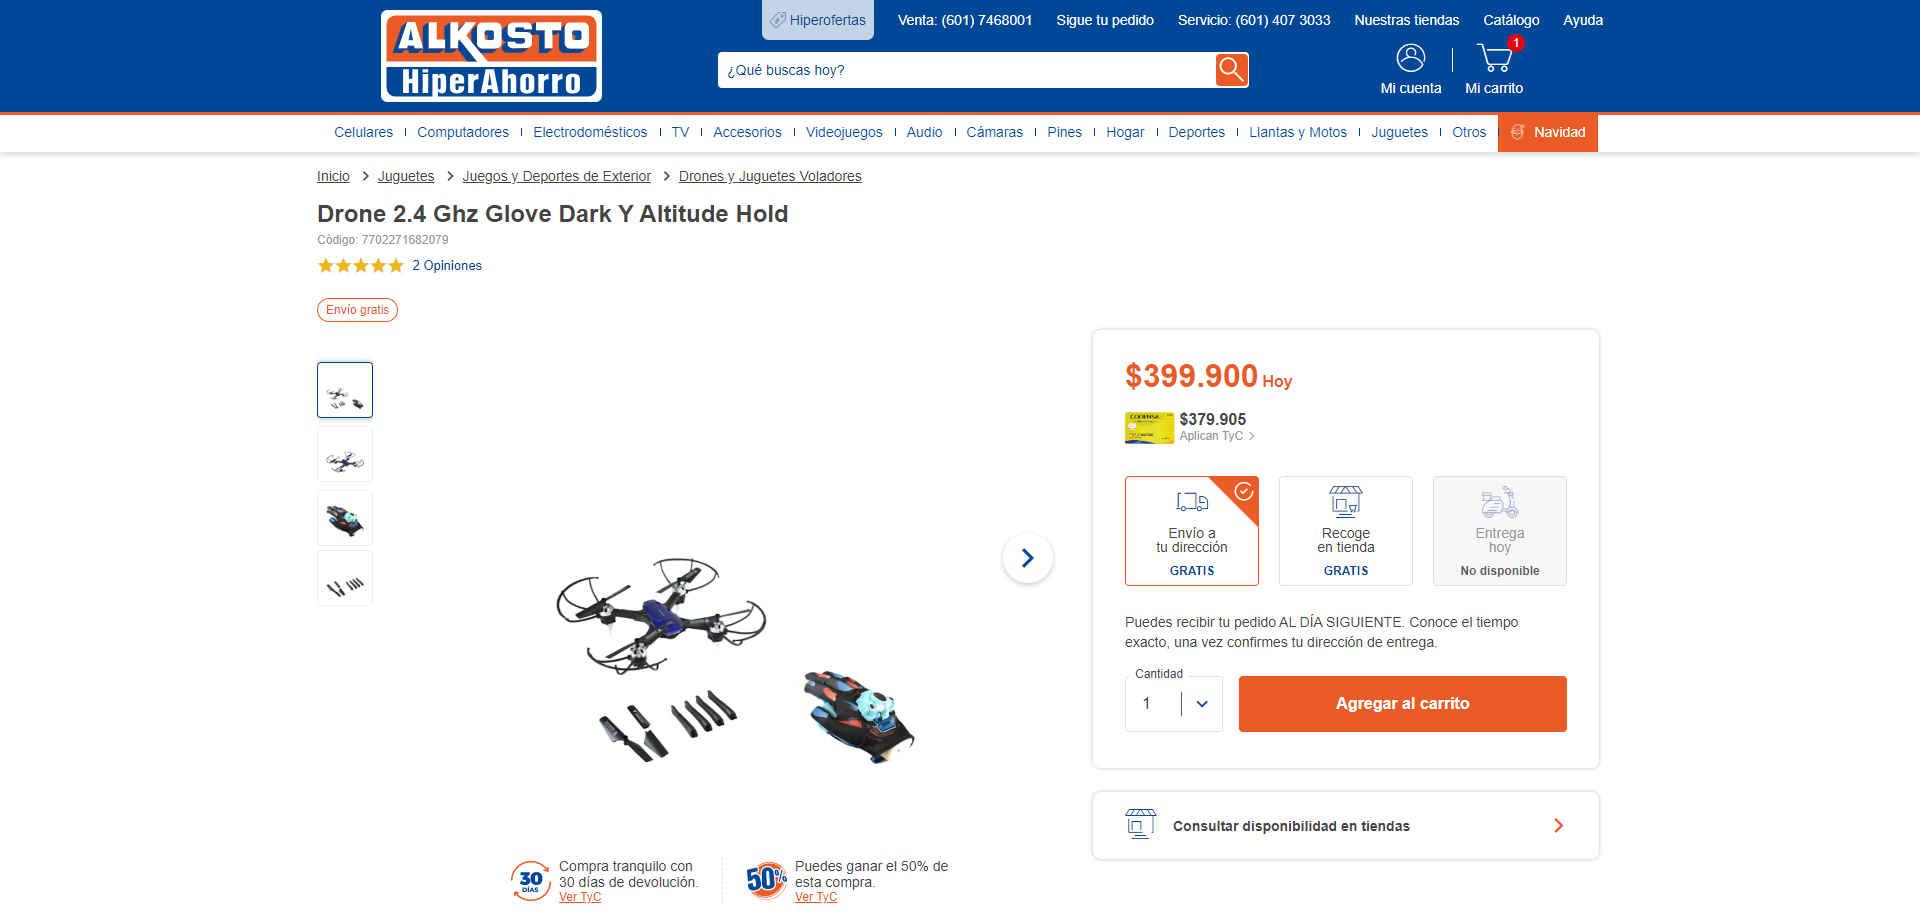 Hiperofertas
Venta: (601) 7468001
Sigue tu pedido
Servicio: (601) 407 3033
Nuestras tiendas
Catálogo
Ayuda
ALKOSTO
HiperAhorro
¿Qué buscas hoy?
Mi cuenta
1
Mi carrito
Celulares
Computadores
Electrodomésticos
TV
Accesorios
Videojuegos
Audio
Cámaras
Pines
Hogar
Deportes
Llantas y Motos
Juguetes
Otros
Navidad
Inicio
Juguetes
Juegos y Deportes de Exterior
Drones y Juguetes Voladores
Drone 2.4 Ghz Glove Dark Y Altitude Hold
Código: 7702271682079
2 Opiniones
Envío gratis
$399.900 Hoy
CODENSA
$379.905
Aplican TyC
Envío a
tu dirección
GRATIS
Recoge
en tienda
GRATIS
Entrega
hoy
No disponible
Puedes recibir tu pedido AL DÍA SIGUIENTE. Conoce el tiempo
exacto, una vez confirmes tu dirección de entrega.
Cantidad
1
Agregar al carrito
Consultar disponibilidad en tiendas
30
DÍAS
Compra tranquilo con
30 días de devolución.
Ver TyC
50%
Puedes ganar el 50% de
esta compra.
Ver TyC